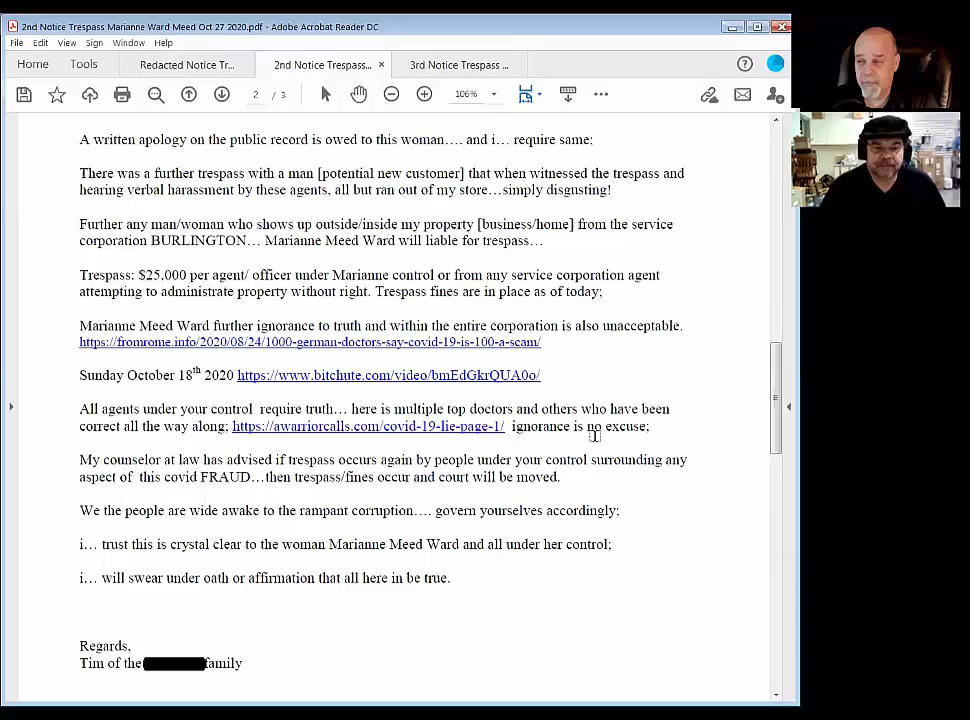 2nd Notice Trespass Marianne Ward Meed Oct 27 2020.pdf - Adobe Acrobat Reader DC
File Edit View Sign Window Help
Home Tools Redacted Notice Tr... 2nd Notice Trespass... × 3rd Notice Trespass ...
2 / 3 106%
A written apology on the public record is owed to this woman…. and i… require same;
There was a further trespass with a man [potential new customer] that when witnessed the trespass and
hearing verbal harassment by these agents, all but ran out of my store…simply disgusting!
Further any man/woman who shows up outside/inside my property [business/home] from the service
corporation BURLINGTON… Marianne Meed Ward will liable for trespass…
Trespass: $25,000 per agent/ officer under Marianne control or from any service corporation agent
attempting to administrate property without right. Trespass fines are in place as of today;
Marianne Meed Ward further ignorance to truth and within the entire corporation is also unacceptable.
https://fromrome.info/2020/08/24/1000-german-doctors-say-covid-19-is-100-a-scam/
Sunday October 18th 2020 https://www.bitchute.com/video/bmEdGkrQUA0o/
All agents under your control require truth… here is multiple top doctors and others who have been
correct all the way along; https://awarriorcalls.com/covid-19-lie-page-1/ ignorance is no excuse;
My counselor at law has advised if trespass occurs again by people under your control surrounding any
aspect of this covid FRAUD…then trespass/fines occur and court will be moved.
We the people are wide awake to the rampant corruption…. govern yourselves accordingly;
i… trust this is crystal clear to the woman Marianne Meed Ward and all under her control;
i… will swear under oath or affirmation that all here in be true.
Regards,
Tim of the family